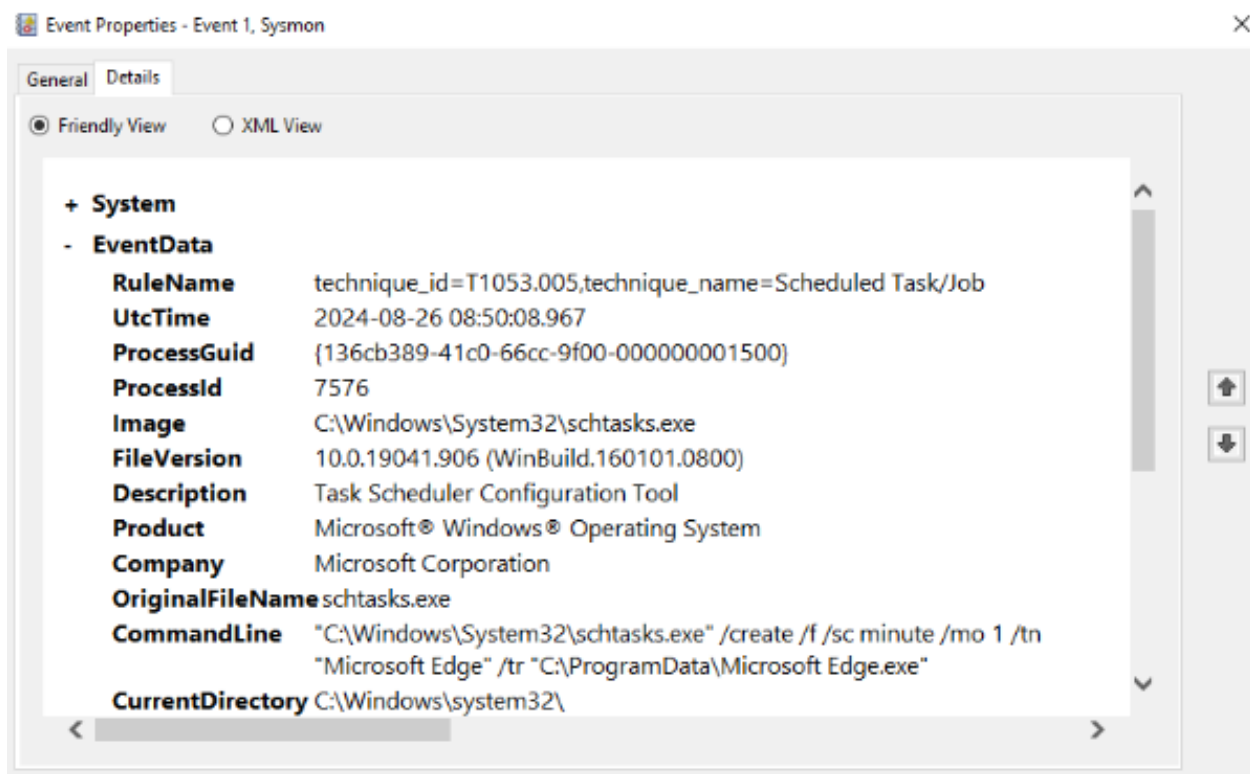 Event Properties - Event 1, Sysmon
General Details
Friendly View XML View
+ System
- EventData
RuleName technique_id=T1053.005,technique_name=Scheduled Task/Job
UtcTime 2024-08-26 08:50:08.967
ProcessGuid {136cb389-41c0-66cc-9f00-000000001500}
ProcessId 7576
Image C:\Windows\System32\schtasks.exe
FileVersion 10.0.19041.906 (WinBuild.160101.0800)
Description Task Scheduler Configuration Tool
Product Microsoft® Windows® Operating System
Company Microsoft Corporation
OriginalFileName schtasks.exe
CommandLine "C:\Windows\System32\schtasks.exe" /create /f /sc minute /mo 1 /tn
"Microsoft Edge" /tr "C:\ProgramData\Microsoft Edge.exe"
CurrentDirectory C:\Windows\system32\